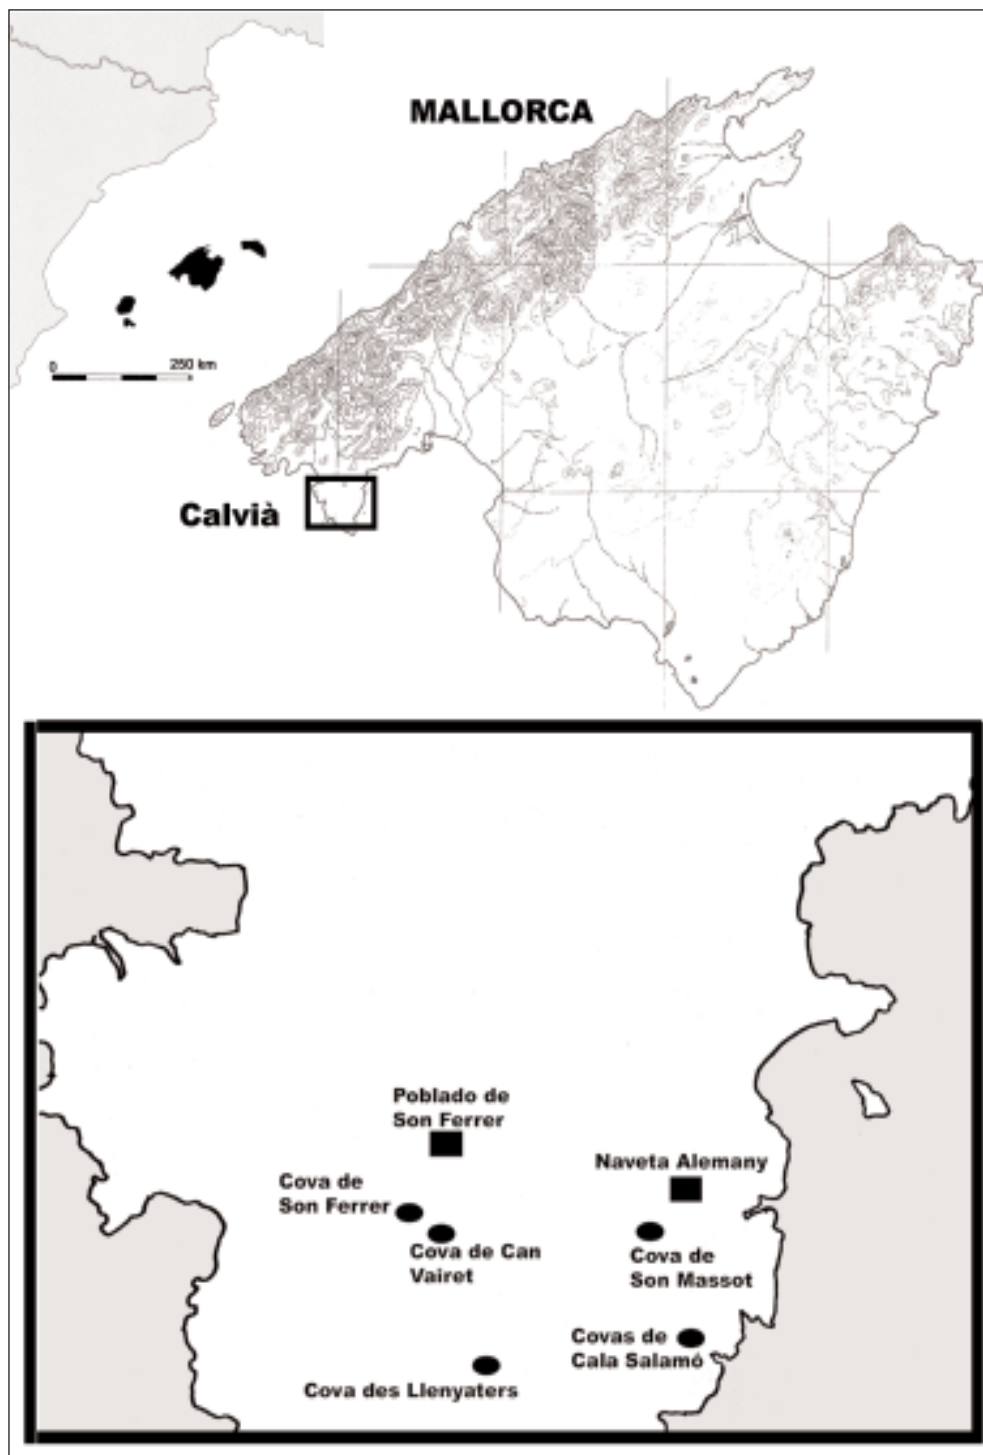 MALLORCA
0 250 km
Calvià
Poblado de
Son Ferrer
Naveta Alemany
Cova de
Son Ferrer
Cova de Can
Vairet
Cova de
Son Massot
Covas de
Cala Salamó
Cova des Llenyaters